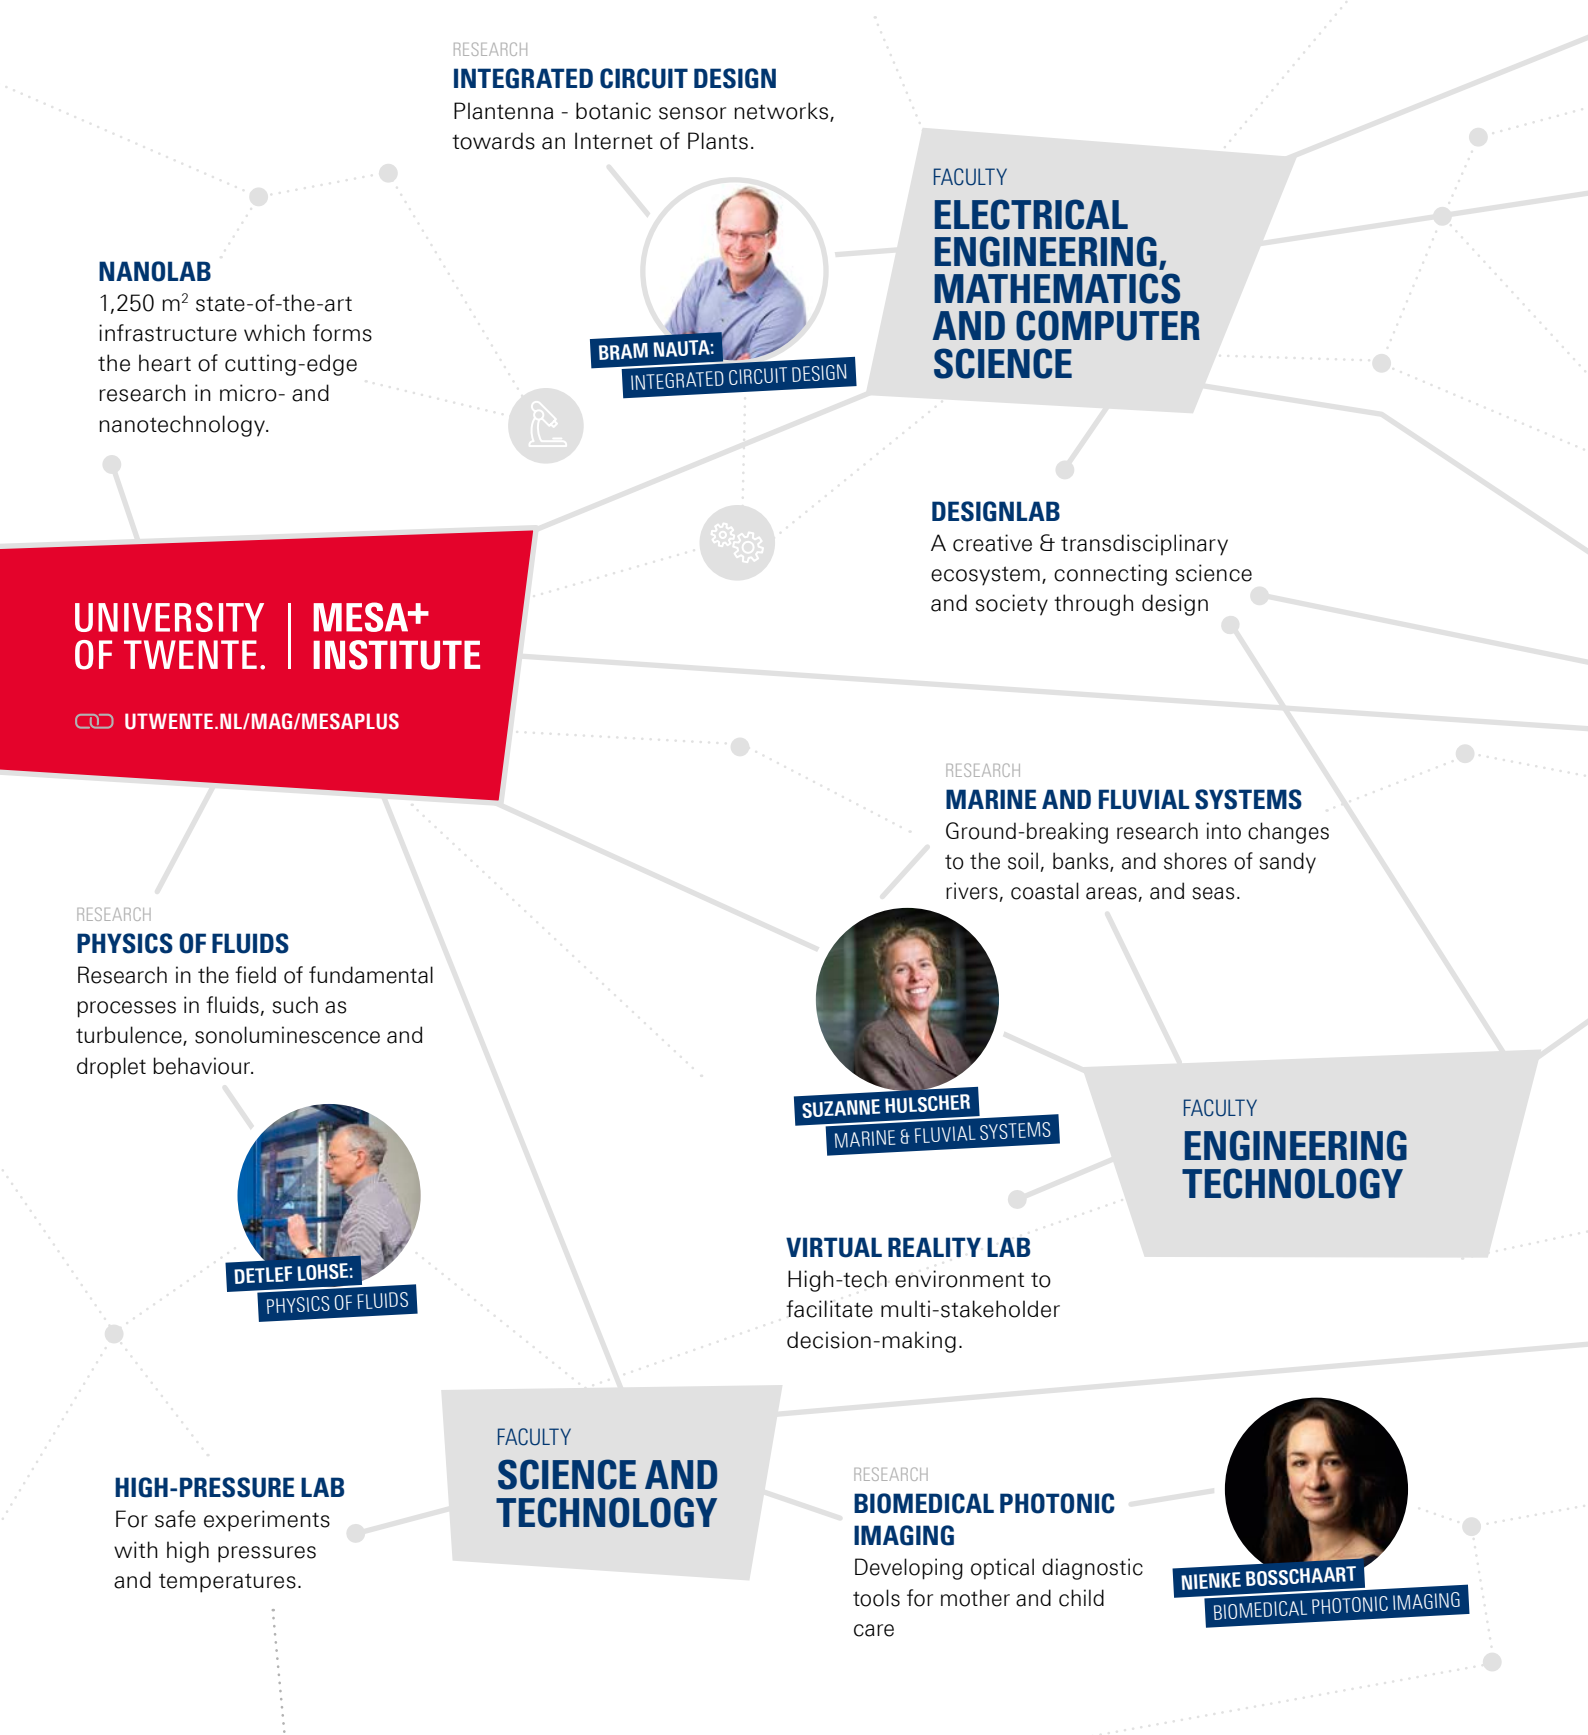 RESEARCH
INTEGRATED CIRCUIT DESIGN
Plantenna - botanic sensor networks,
towards an Internet of Plants.
BRAM NAUTA:
INTEGRATED CIRCUIT DESIGN
FACULTY
ELECTRICAL
ENGINEERING,
MATHEMATICS
AND COMPUTER
SCIENCE
NANOLAB
1,250 m² state-of-the-art
infrastructure which forms
the heart of cutting-edge
research in micro- and
nanotechnology.
DESIGNLAB
A creative & transdisciplinary
ecosystem, connecting science
and society through design
UNIVERSITY
OF TWENTE.
MESA+
INSTITUTE
UTWENTE.NL/MAG/MESAPLUS
RESEARCH
MARINE AND FLUVIAL SYSTEMS
Ground-breaking research into changes
to the soil, banks, and shores of sandy
rivers, coastal areas, and seas.
SUZANNE HULSCHER
MARINE & FLUVIAL SYSTEMS
RESEARCH
PHYSICS OF FLUIDS
Research in the field of fundamental
processes in fluids, such as
turbulence, sonoluminescence and
droplet behaviour.
DETLEF LOHSE:
PHYSICS OF FLUIDS
FACULTY
ENGINEERING
TECHNOLOGY
VIRTUAL REALITY LAB
High-tech environment to
facilitate multi-stakeholder
decision-making.
FACULTY
SCIENCE AND
TECHNOLOGY
HIGH-PRESSURE LAB
For safe experiments
with high pressures
and temperatures.
RESEARCH
BIOMEDICAL PHOTONIC
IMAGING
Developing optical diagnostic
tools for mother and child
care
NIENKE BOSSCHAART
BIOMEDICAL PHOTONIC IMAGING